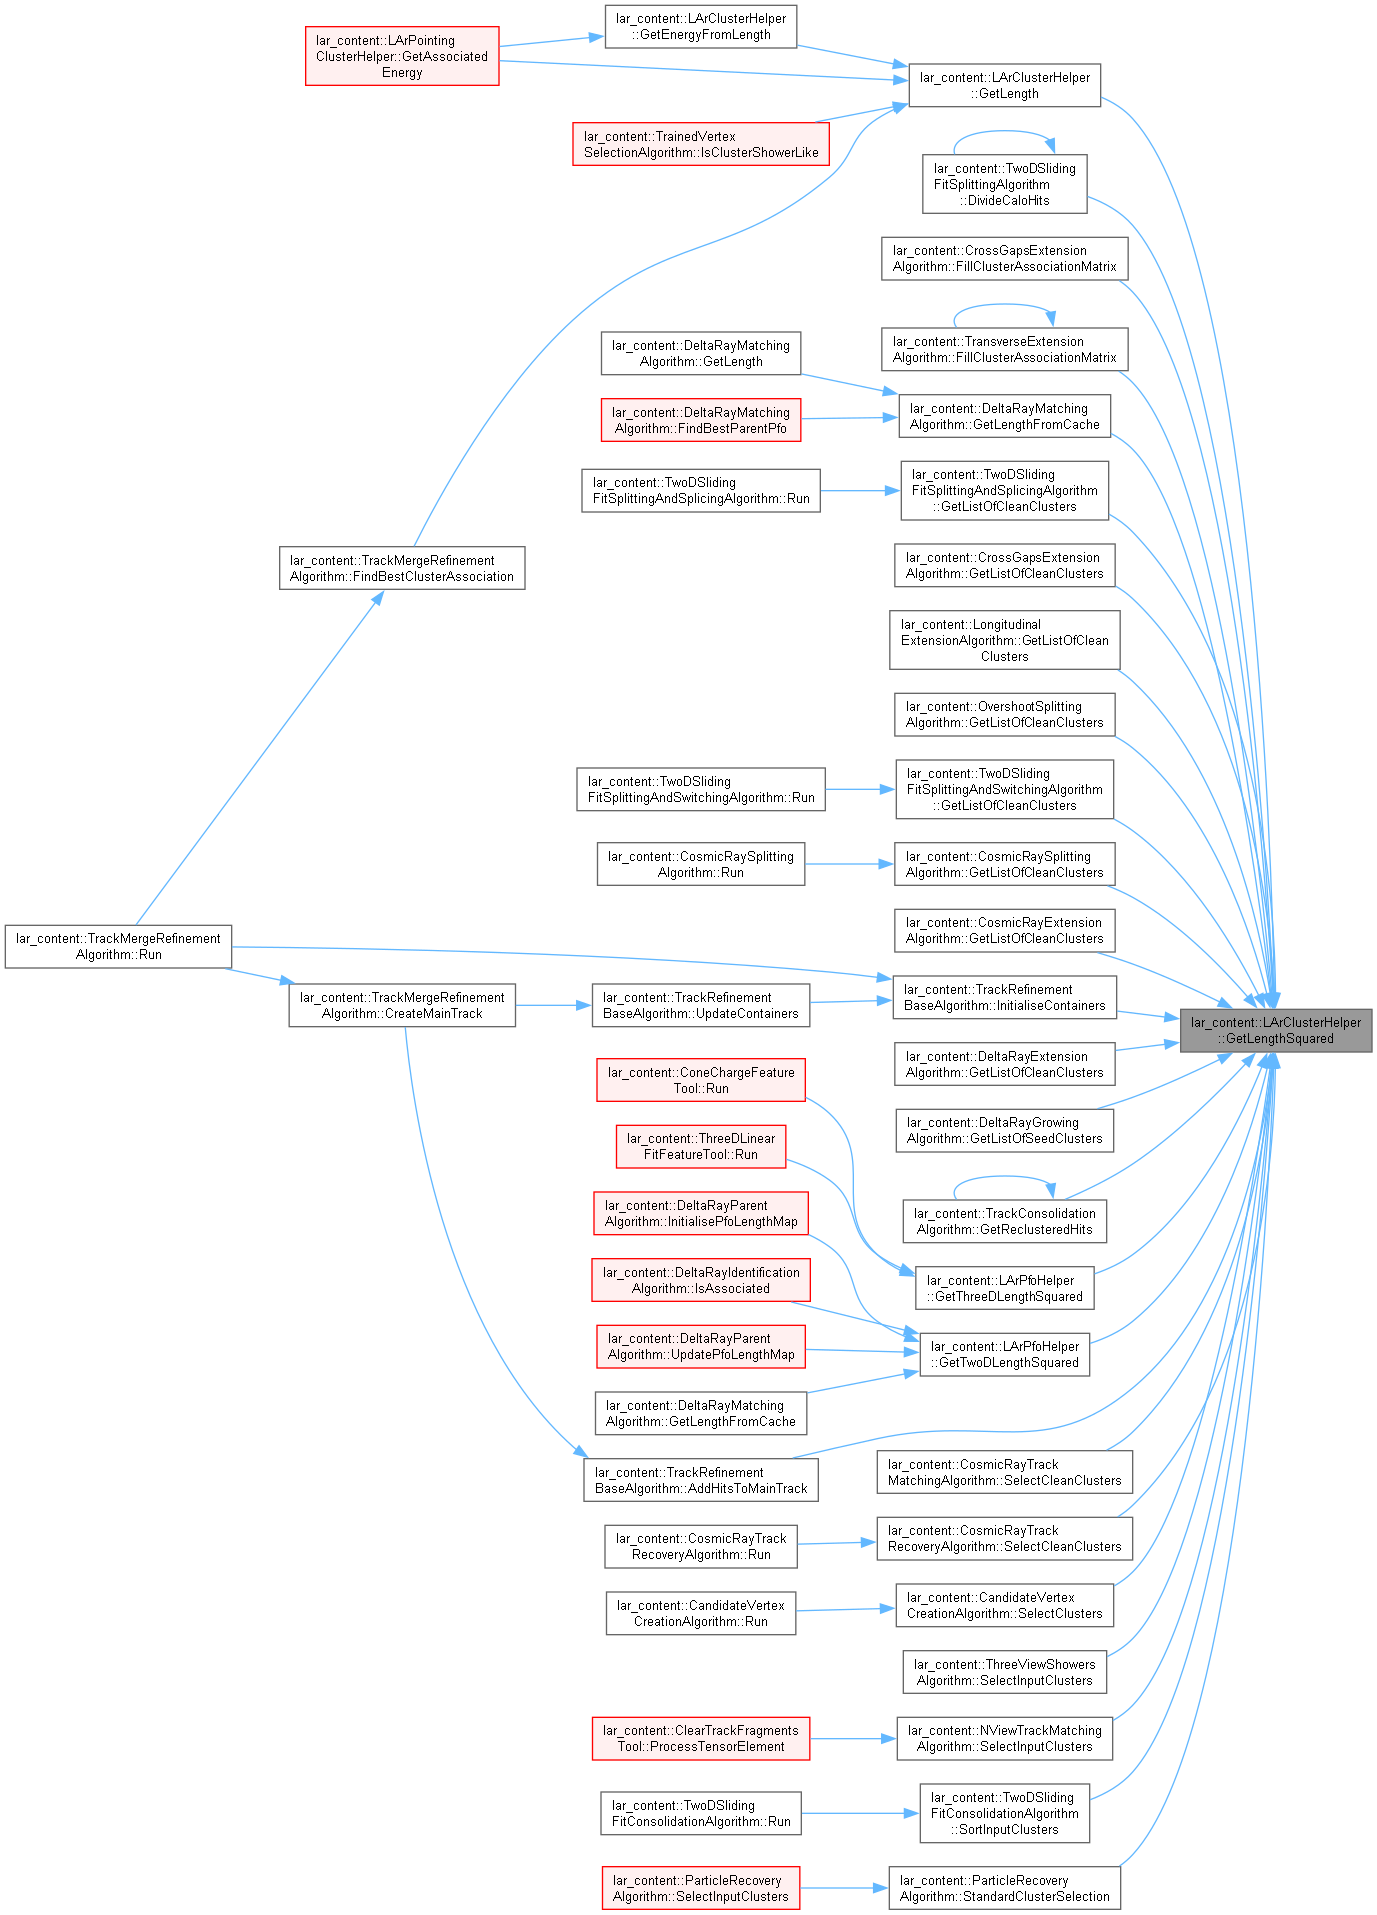 lar_content::LArClusterHelper
::GetEnergyFromLength
lar_content::LArPointing
ClusterHelper::GetAssociated
Energy
lar_content::LArClusterHelper
::GetLength
lar_content::TrainedVertex
SelectionAlgorithm::IsClusterShowerLike
lar_content::TwoDSliding
FitSplittingAlgorithm
::DivideCaloHits
lar_content::CrossGapsExtension
Algorithm::FillClusterAssociationMatrix
lar_content::TransverseExtension
Algorithm::FillClusterAssociationMatrix
lar_content::DeltaRayMatching
Algorithm::GetLength
lar_content::DeltaRayMatching
Algorithm::FindBestParentPfo
lar_content::DeltaRayMatching
Algorithm::GetLengthFromCache
lar_content::TwoDSliding
FitSplittingAndSplicingAlgorithm::Run
lar_content::TwoDSliding
FitSplittingAndSplicingAlgorithm
::GetListOfCleanClusters
lar_content::TrackMergeRefinement
Algorithm::FindBestClusterAssociation
lar_content::CrossGapsExtension
Algorithm::GetListOfCleanClusters
lar_content::Longitudinal
ExtensionAlgorithm::GetListOfClean
Clusters
lar_content::OvershootSplitting
Algorithm::GetListOfCleanClusters
lar_content::TwoDSliding
FitSplittingAndSwitchingAlgorithm::Run
lar_content::TwoDSliding
FitSplittingAndSwitchingAlgorithm
::GetListOfCleanClusters
lar_content::CosmicRaySplitting
Algorithm::Run
lar_content::CosmicRaySplitting
Algorithm::GetListOfCleanClusters
lar_content::CosmicRayExtension
Algorithm::GetListOfCleanClusters
lar_content::TrackMergeRefinement
Algorithm::Run
lar_content::TrackMergeRefinement
Algorithm::CreateMainTrack
lar_content::TrackRefinement
BaseAlgorithm::UpdateContainers
lar_content::TrackRefinement
BaseAlgorithm::InitialiseContainers
lar_content::LArClusterHelper
::GetLengthSquared
lar_content::DeltaRayExtension
Algorithm::GetListOfCleanClusters
lar_content::ConeChargeFeature
Tool::Run
lar_content::DeltaRayGrowing
Algorithm::GetListOfSeedClusters
lar_content::ThreeDLinear
FitFeatureTool::Run
lar_content::DeltaRayParent
Algorithm::InitialisePfoLengthMap
lar_content::TrackConsolidation
Algorithm::GetReclusteredHits
lar_content::DeltaRayIdentification
Algorithm::IsAssociated
lar_content::LArPfoHelper
::GetThreeDLengthSquared
lar_content::DeltaRayParent
Algorithm::UpdatePfoLengthMap
lar_content::LArPfoHelper
::GetTwoDLengthSquared
lar_content::DeltaRayMatching
Algorithm::GetLengthFromCache
lar_content::TrackRefinement
BaseAlgorithm::AddHitsToMainTrack
lar_content::CosmicRayTrack
MatchingAlgorithm::SelectCleanClusters
lar_content::CosmicRayTrack
RecoveryAlgorithm::Run
lar_content::CosmicRayTrack
RecoveryAlgorithm::SelectCleanClusters
lar_content::CandidateVertex
CreationAlgorithm::Run
lar_content::CandidateVertex
CreationAlgorithm::SelectClusters
lar_content::ThreeViewShowers
Algorithm::SelectInputClusters
lar_content::ClearTrackFragments
Tool::ProcessTensorElement
lar_content::NViewTrackMatching
Algorithm::SelectInputClusters
lar_content::TwoDSliding
FitConsolidationAlgorithm::Run
lar_content::TwoDSliding
FitConsolidationAlgorithm
::SortInputClusters
lar_content::ParticleRecovery
Algorithm::SelectInputClusters
lar_content::ParticleRecovery
Algorithm::StandardClusterSelection